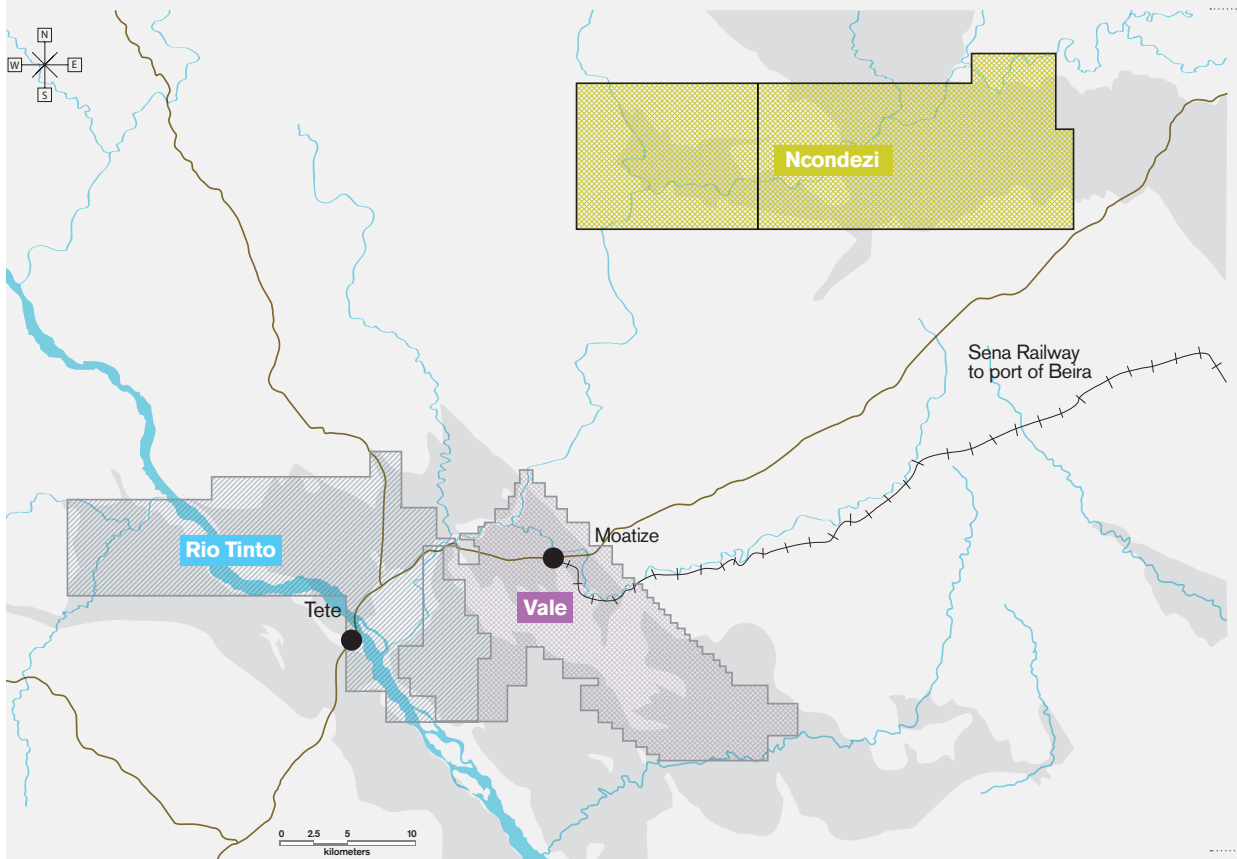 N
W E
S
Ncondezi
Sena Railway
to port of Beira
Moatize
Rio Tinto
Vale
Tete
0 2.5 5 10
kilometers